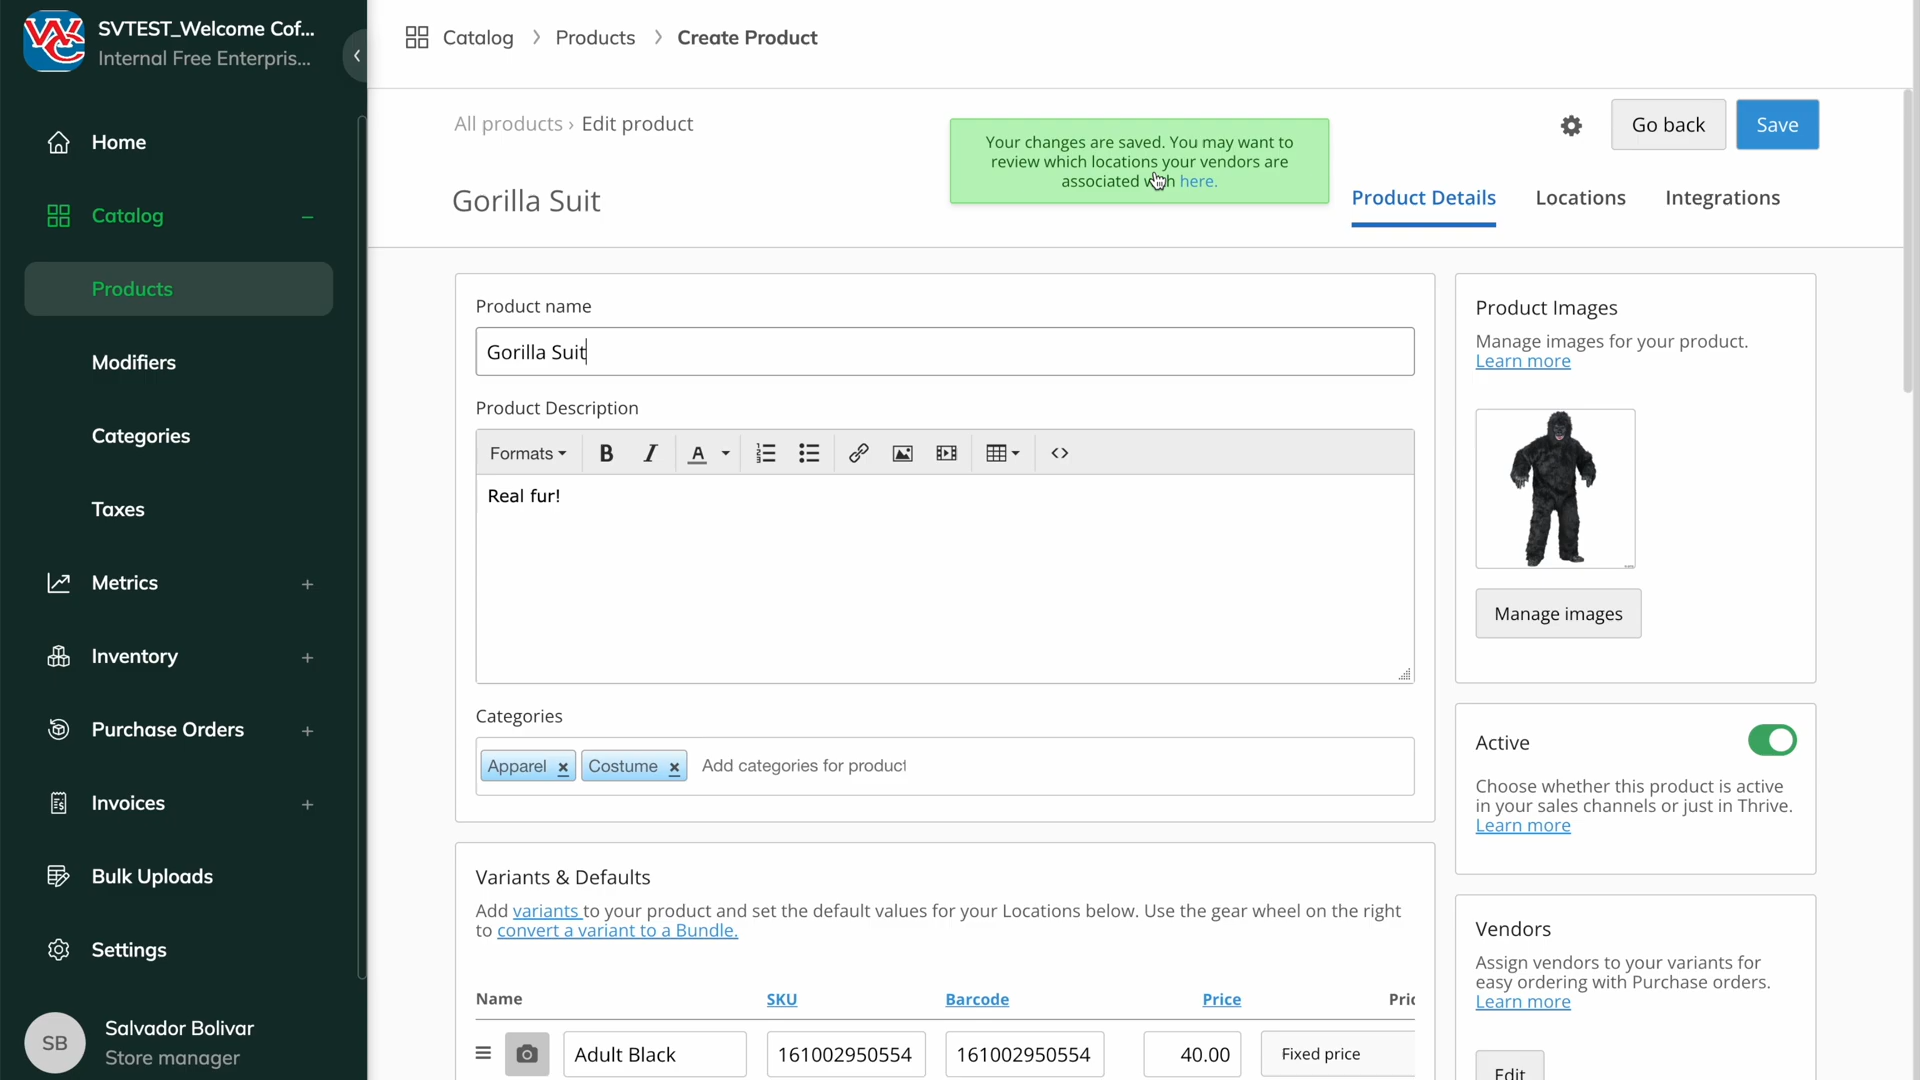 SVTEST_Welcome Cof...
Internal Free Enterpris...
Home
Catalog
Products
Modifiers
Categories
Taxes
Metrics
Inventory
Purchase Orders
Invoices
Bulk Uploads
Settings
SB
Salvador Bolivar
Store manager
Catalog > Products > Create Product
All products › Edit product
Your changes are saved. You may want to
review which locations your vendors are
associated here.
Go back
Save
Gorilla Suit
Product Details
Locations
Integrations
Product name
Gorilla Suit
Product Description
Formats
B I A
Real fur!
Categories
Apparel x Costume x Add categories for product
Variants & Defaults
Add variants to your product and set the default values for your Locations below. Use the gear wheel on the right
to convert a variant to a Bundle.
Name SKU Barcode Price
Adult Black 161002950554 161002950554 40.00 Fixed price
Product Images
Manage images for your product.
Learn more
Manage images
Active
Choose whether this product is active
in your sales channels or just in Thrive.
Learn more
Vendors
Assign vendors to your variants for
easy ordering with Purchase orders.
Learn more
Edit